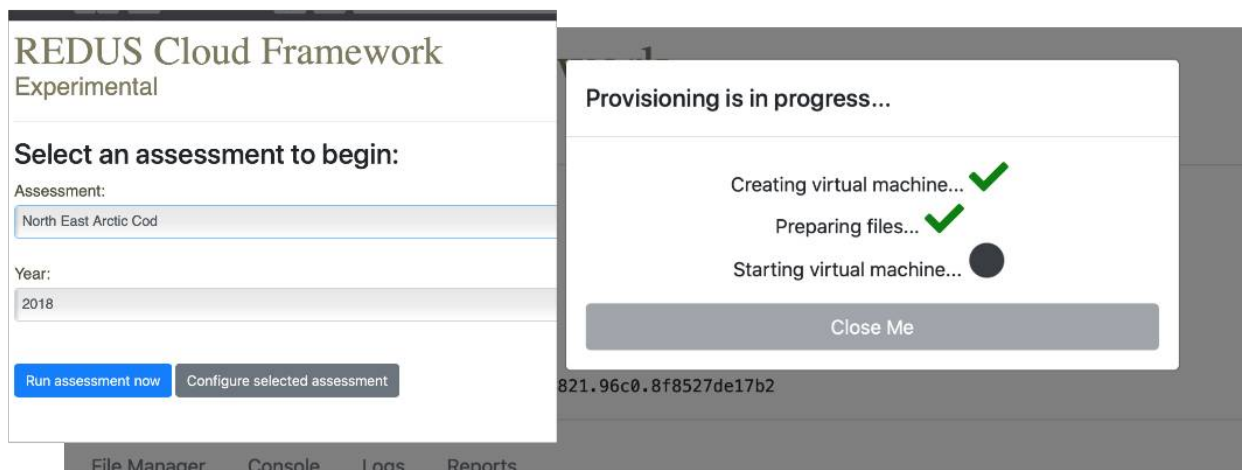 REDUS Cloud Framework
Experimental
Select an assessment to begin:
Assessment:
North East Arctic Cod
Year:
2018
Run assessment now Configure selected assessment
Provisioning is in progress...
Creating virtual machine...
Preparing files...
Starting virtual machine...
Close Me
821.96c0.8f8527de17b2
File Manager Console Logs Reports